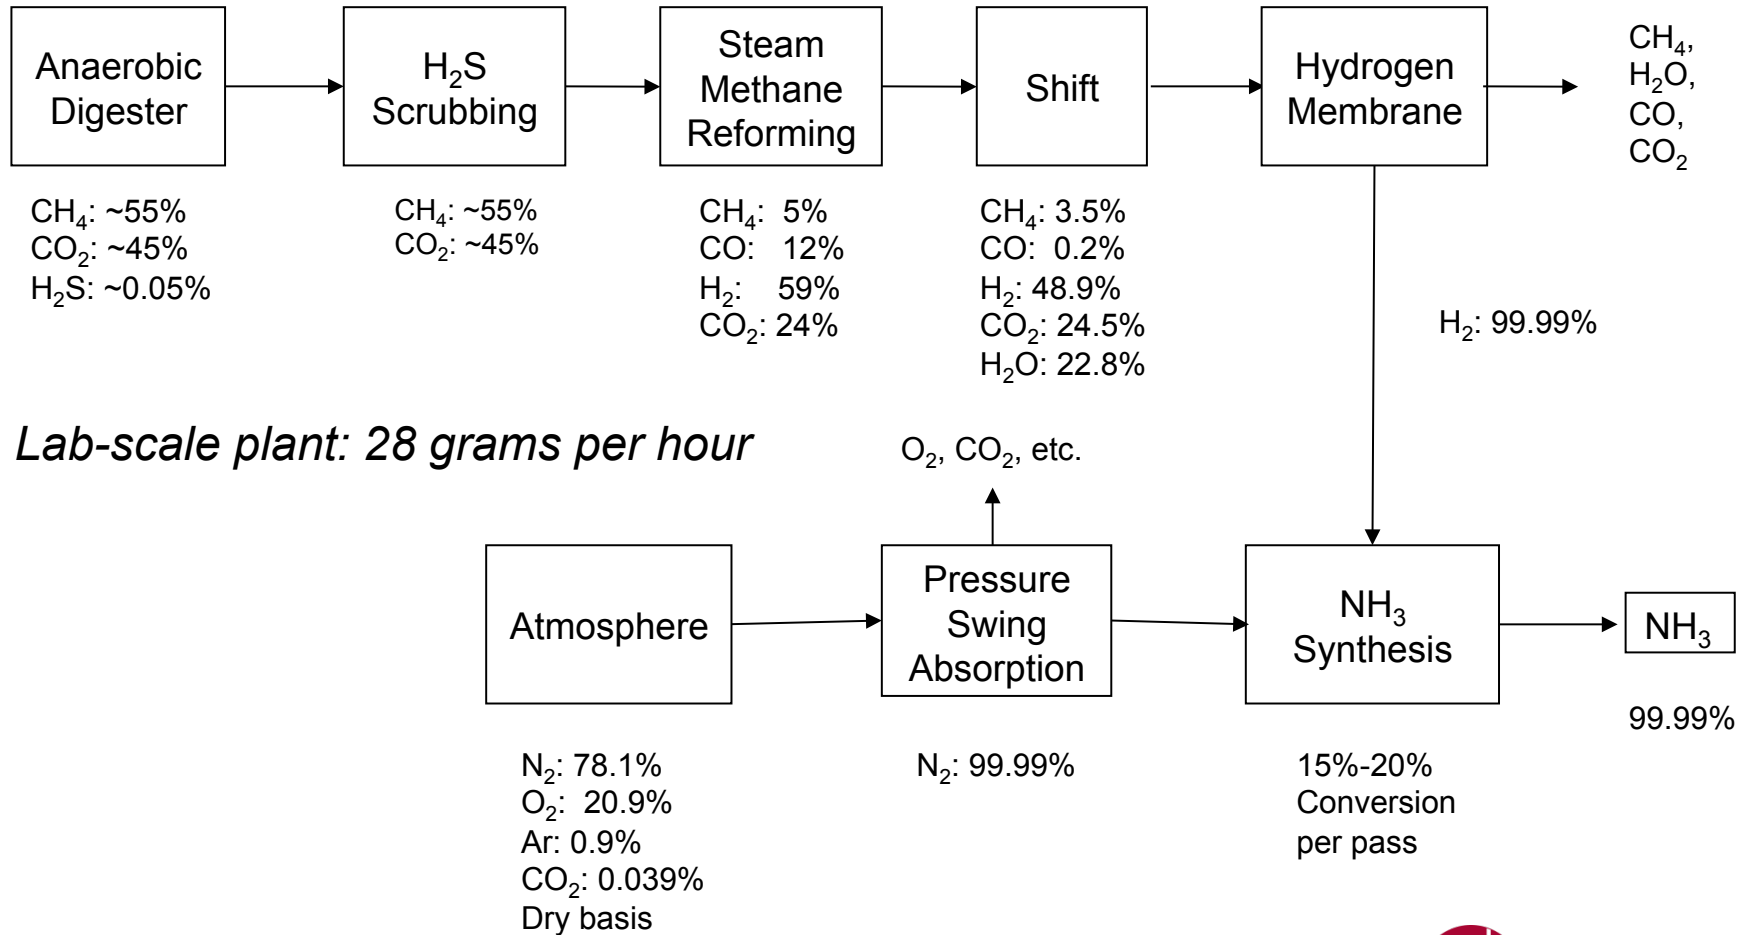 Anaerobic
Digester
H₂S
Scrubbing
Steam
Methane
Reforming
Shift
Hydrogen
Membrane
CH₄,
H₂O,
CO,
CO₂
CH₄: ~55%
CO₂: ~45%
H₂S: ~0.05%
CH₄: ~55%
CO₂: ~45%
CH₄: 5%
CO: 12%
H₂: 59%
CO₂: 24%
CH₄: 3.5%
CO: 0.2%
H₂: 48.9%
CO₂: 24.5%
H₂O: 22.8%
H₂: 99.99%
Lab-scale plant: 28 grams per hour
O₂, CO₂, etc.
Atmosphere
Pressure
Swing
Absorption
NH₃
Synthesis
NH₃
99.99%
N₂: 78.1%
O₂: 20.9%
Ar: 0.9%
CO₂: 0.039%
Dry basis
N₂: 99.99%
15%-20%
Conversion
per pass